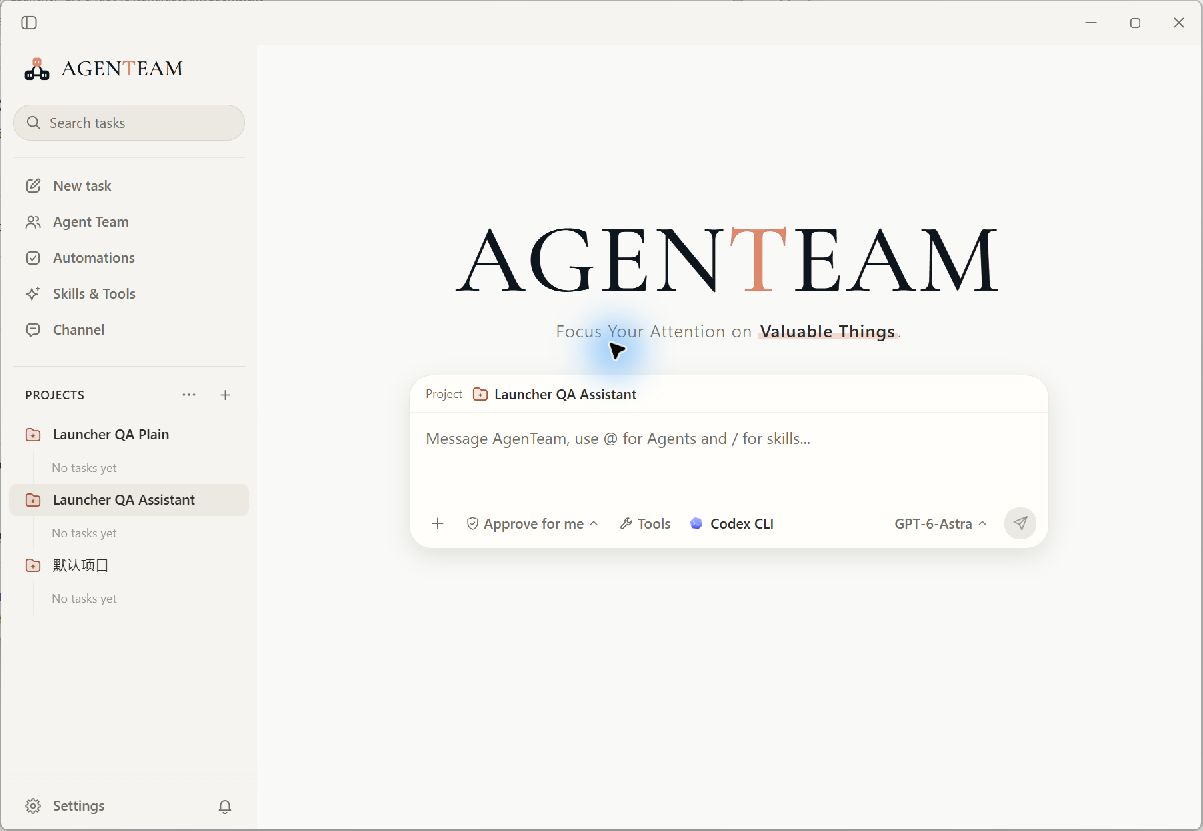 AGENTEAM
Search tasks
New task
Agent Team
Automations
Skills & Tools
Channel
PROJECTS
Launcher QA Plain
No tasks yet
Launcher QA Assistant
No tasks yet
默认项目
No tasks yet
Settings
AGENTEAM
Focus Your Attention on Valuable Things.
Project Launcher QA Assistant
Message AgenTeam, use @ for Agents and / for skills...
Approve for me Tools Codex CLI GPT-6-Astra